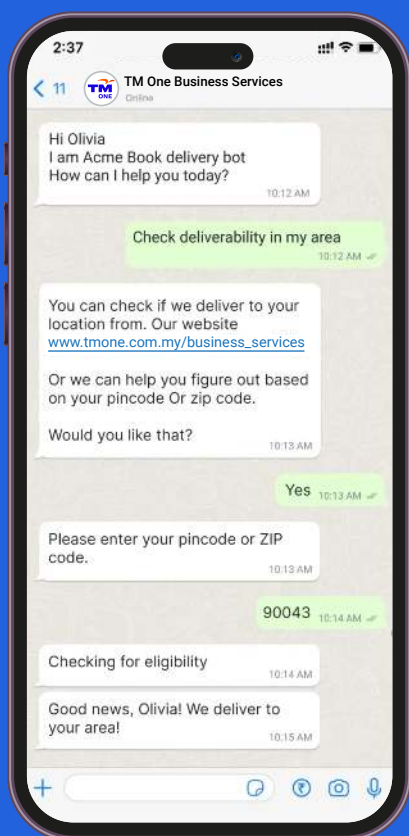 2:37
11
TM
ONE
TM One Business Services
Online
Hi Olivia
I am Acme Book delivery bot
How can I help you today?
10:12 AM
Check deliverability in my area
10:12 AM
You can check if we deliver to your
location from. Our website
www.tmone.com.my/business_services
Or we can help you figure out based
on your pincode Or zip code.
Would you like that?
10:13 AM
Yes
10:13 AM
Please enter your pincode or ZIP
code.
10:13 AM
90043
10:14 AM
Checking for eligibility
10:14 AM
Good news, Olivia! We deliver to
your area!
10:15 AM